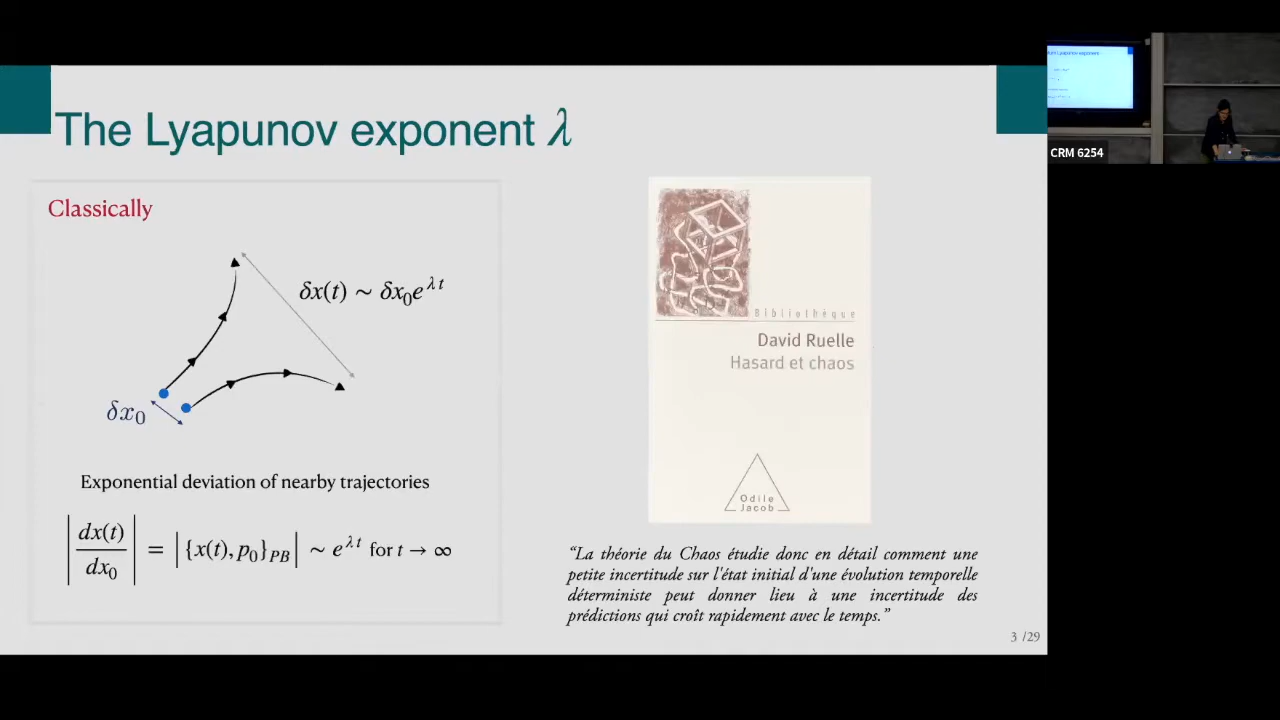 The Lyapunov exponent λ
Classically
δx(t) ∼ δx₀e^{λt}
δx₀
Exponential deviation of nearby trajectories
|dx(t)/dx₀| = |{x(t), p₀}_{PB}| ∼ e^{λt} for t → ∞
Bibliothèque
David Ruelle
Hasard et chaos
Odile
Jacob
“La théorie du Chaos étudie donc en détail comment une
petite incertitude sur l'état initial d'une évolution temporelle
déterministe peut donner lieu à une incertitude des
prédictions qui croît rapidement avec le temps.”
3 /29
CRM 6254